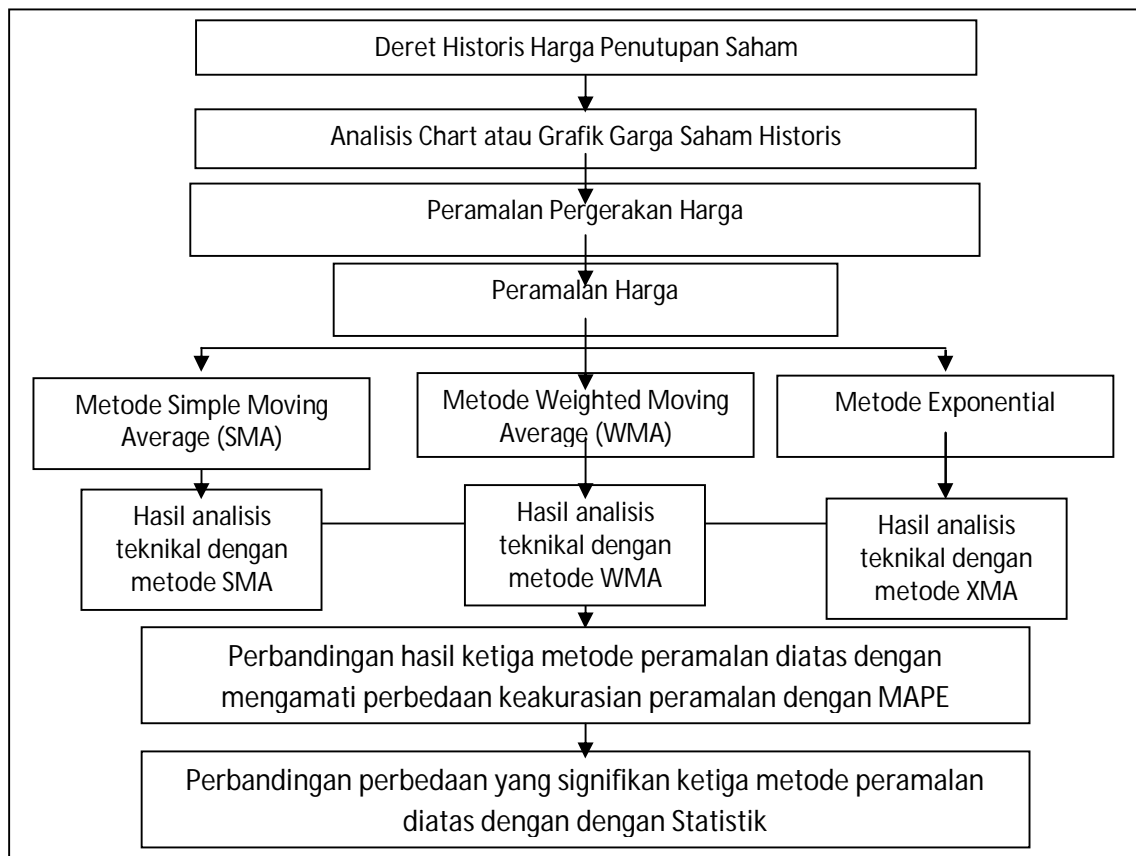 Deret Historis Harga Penutupan Saham
Analisis Chart atau Grafik Garga Saham Historis
Peramalan Pergerakan Harga
Peramalan Harga
Metode Simple Moving
Average (SMA)
Metode Weighted Moving
Average (WMA)
Metode Exponential
Hasil analisis
teknikal dengan
metode SMA
Hasil analisis
teknikal dengan
metode WMA
Hasil analisis
teknikal dengan
metode XMA
Perbandingan hasil ketiga metode peramalan diatas dengan
mengamati perbedaan keakurasian peramalan dengan MAPE
Perbandingan perbedaan yang signifikan ketiga metode peramalan
diatas dengan dengan Statistik